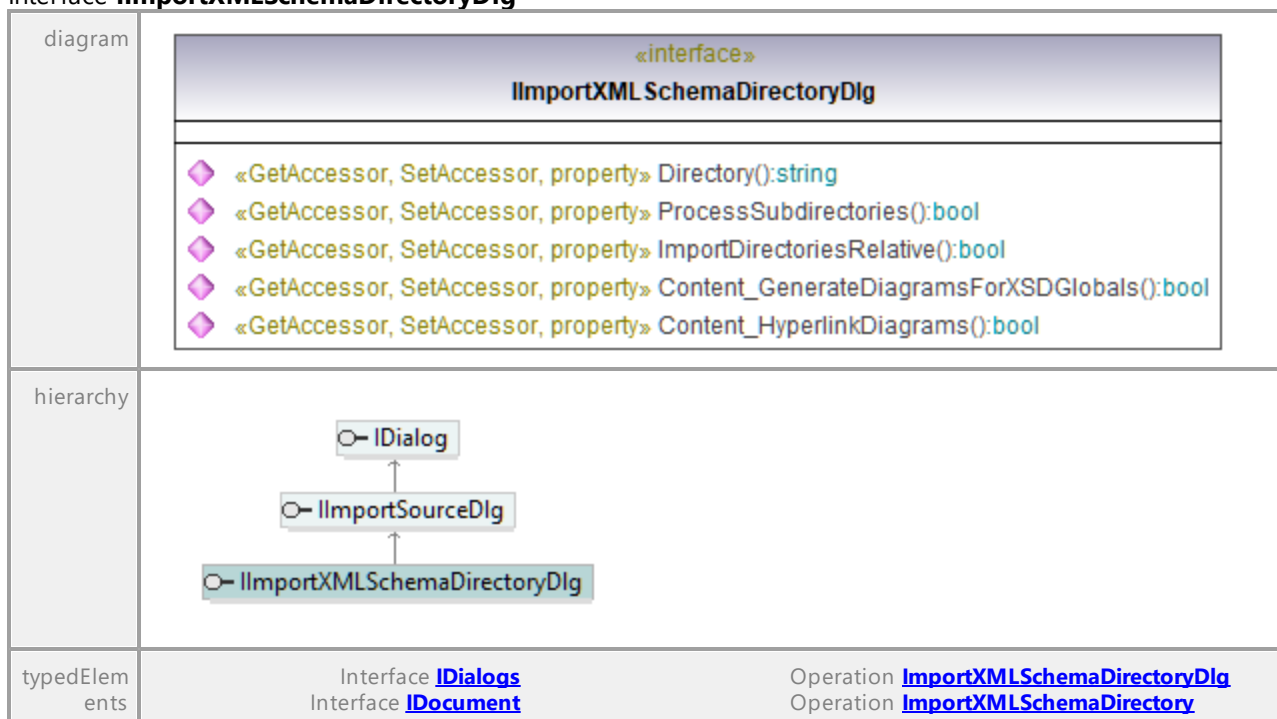 interface IImportXMLSchemaDirectoryDlg
diagram
«interface»
IImportXMLSchemaDirectoryDlg
«GetAccessor, SetAccessor, property» Directory():string
«GetAccessor, SetAccessor, property» ProcessSubdirectories():bool
«GetAccessor, SetAccessor, property» ImportDirectoriesRelative():bool
«GetAccessor, SetAccessor, property» Content_GenerateDiagramsForXSDGlobals():bool
«GetAccessor, SetAccessor, property» Content_HyperlinkDiagrams():bool
hierarchy
IDialog
IImportSourceDlg
IImportXMLSchemaDirectoryDlg
typedElem
ents
Interface IDialogs
Operation ImportXMLSchemaDirectoryDlg
Interface IDocument
Operation ImportXMLSchemaDirectory